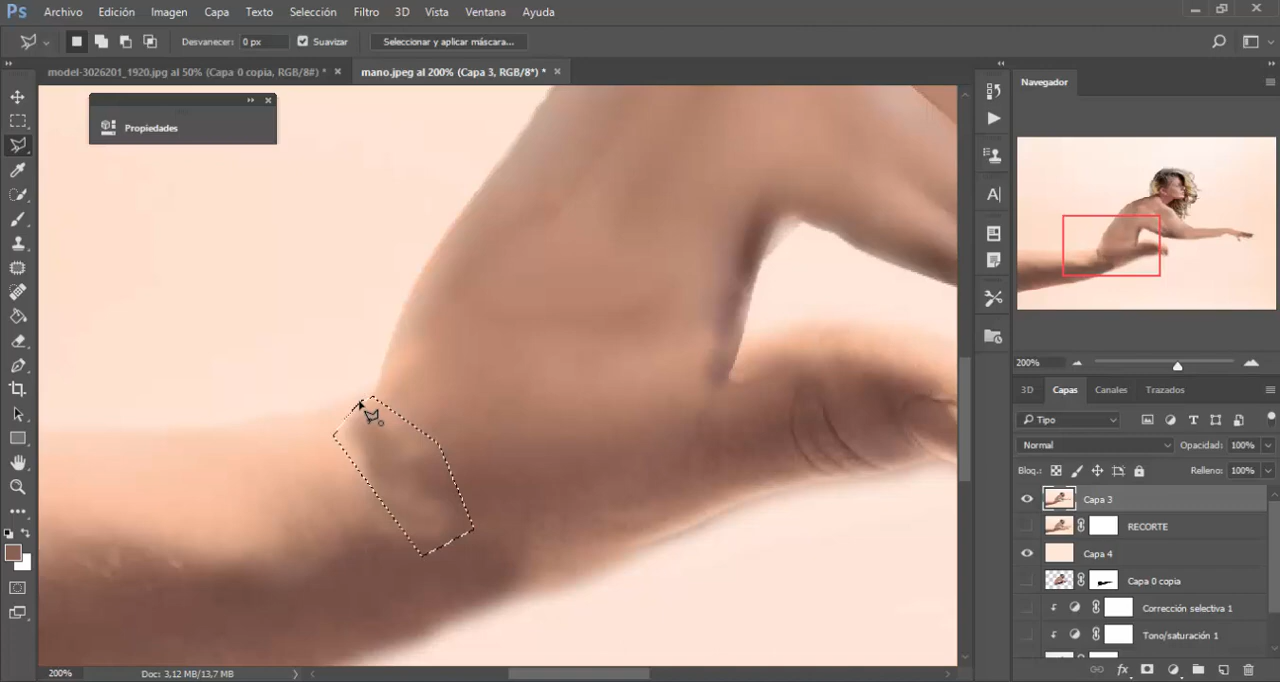 Ps Archivo Edición Imagen Capa Texto Selección Filtro 3D Vista Ventana Ayuda
Desvanecer: 0 px Suavizar Seleccionar y aplicar máscara...
model-3026201_1920.jpg al 50% (Capa 0 copia, RGB/8#) * mano.jpeg al 200% (Capa 3, RGB/8*) *
Propiedades
Navegador
200%
3D Capas Canales Trazados
Tipo
Normal Opacidad: 100%
Bloq.: Relleno: 100%
Capa 3
RECORTE
Capa 4
Capa 0 copia
Corrección selectiva 1
Tono/saturación 1
200% Doc: 3,12 MB/13,7 MB
fx